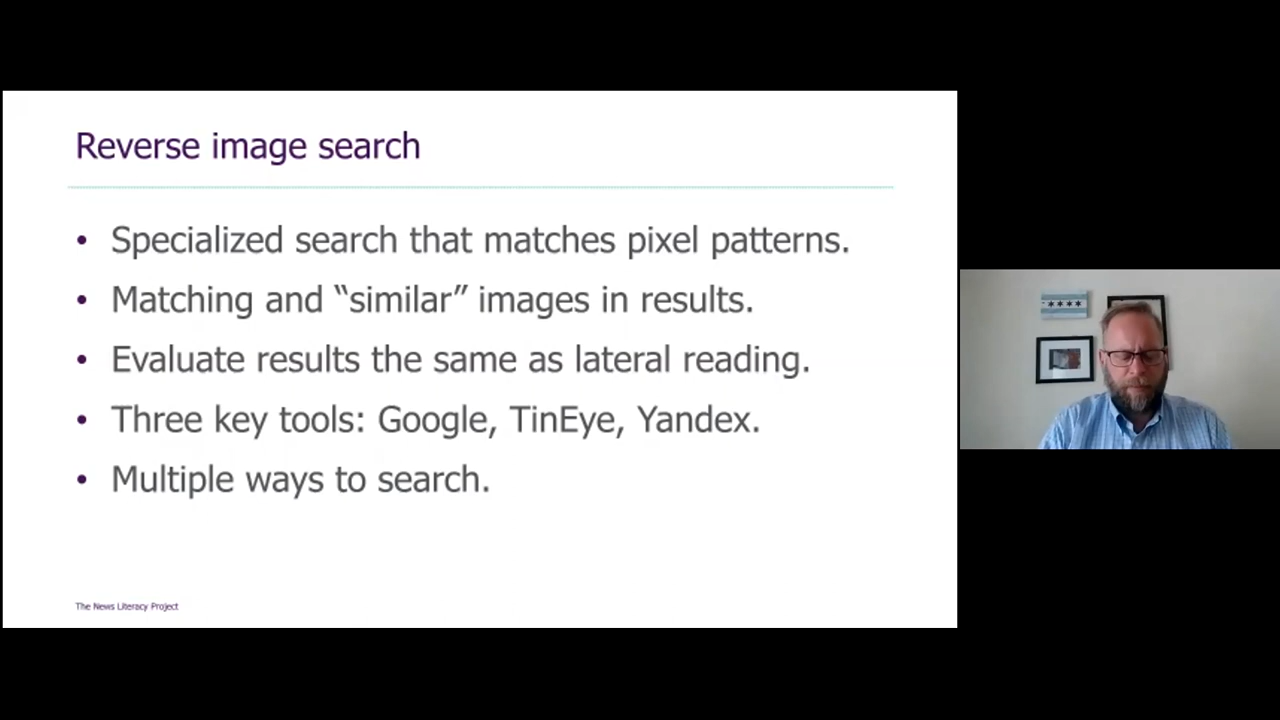 Reverse image search
• Specialized search that matches pixel patterns.
• Matching and “similar” images in results.
• Evaluate results the same as lateral reading.
• Three key tools: Google, TinEye, Yandex.
• Multiple ways to search.
The News Literacy Project